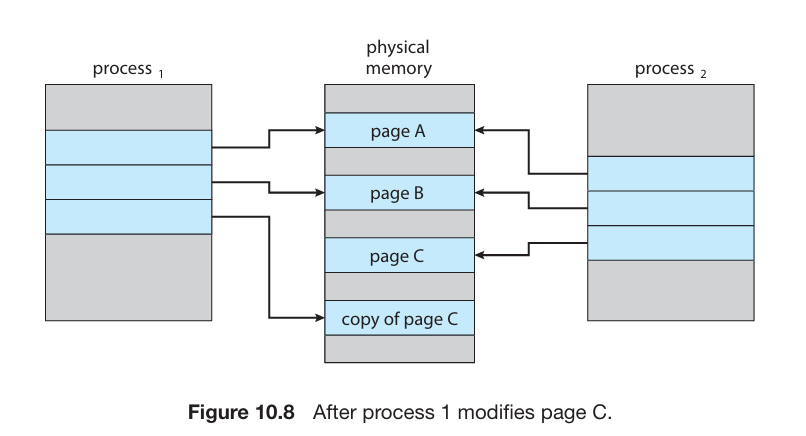 process 1
physical
memory
process 2
page A
page B
page C
copy of page C
Figure 10.8 After process 1 modifies page C.